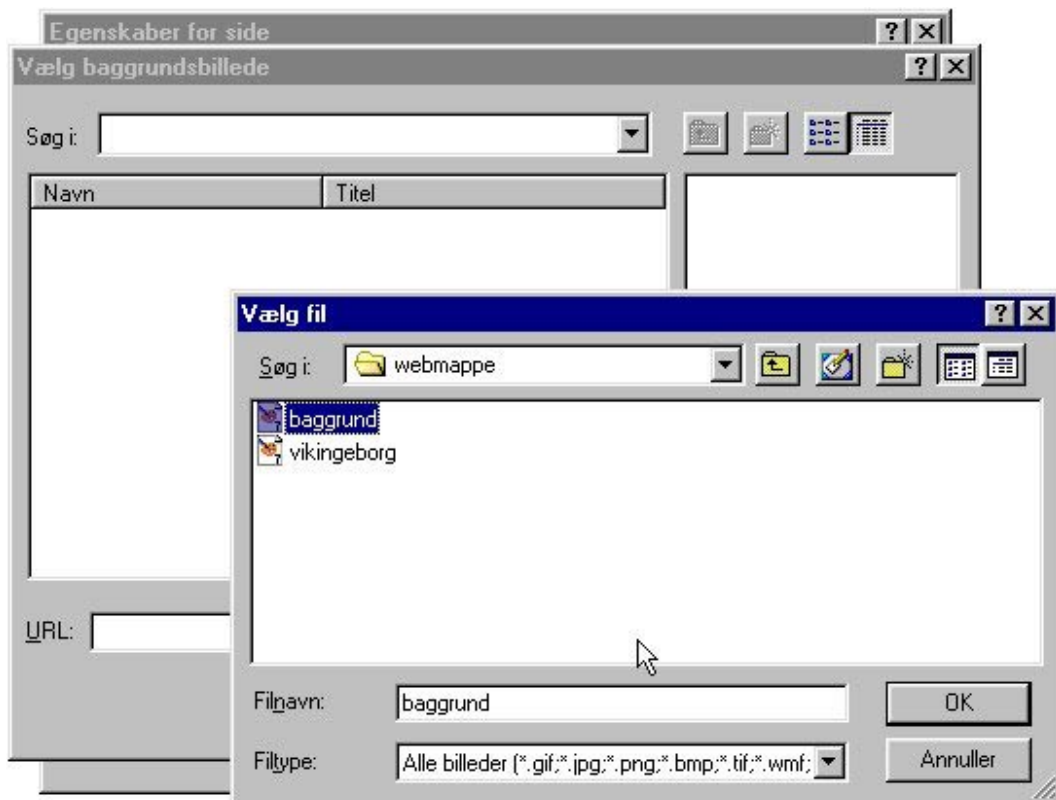 Egenskaber for side
Vælg baggrundsbillede
Søg i:
Navn Titel
Vælg fil
Søg i: webmappe
baggrund
vikingeborg
URL:
Filnavn: baggrund OK
Filtype: Alle billeder (*.gif;*.jpg;*.png;*.bmp;*.tif;*.wmf; Annuller